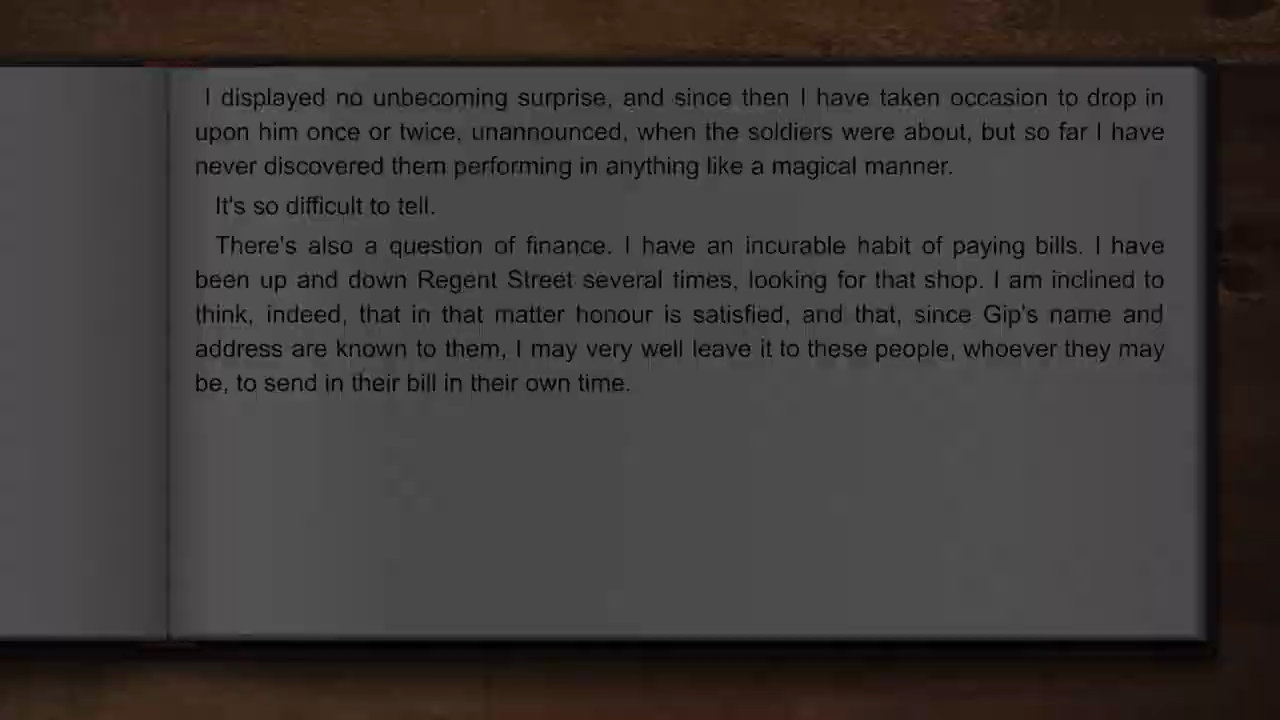 I displayed no unbecoming surprise, and since then I have taken occasion to drop in
upon him once or twice, unannounced, when the soldiers were about, but so far I have
never discovered them performing in anything like a magical manner.
It's so difficult to tell.
There's also a question of finance. I have an incurable habit of paying bills. I have
been up and down Regent Street several times, looking for that shop. I am inclined to
think, indeed, that in that matter honour is satisfied, and that, since Gip's name and
address are known to them, I may very well leave it to these people, whoever they may
be, to send in their bill in their own time.